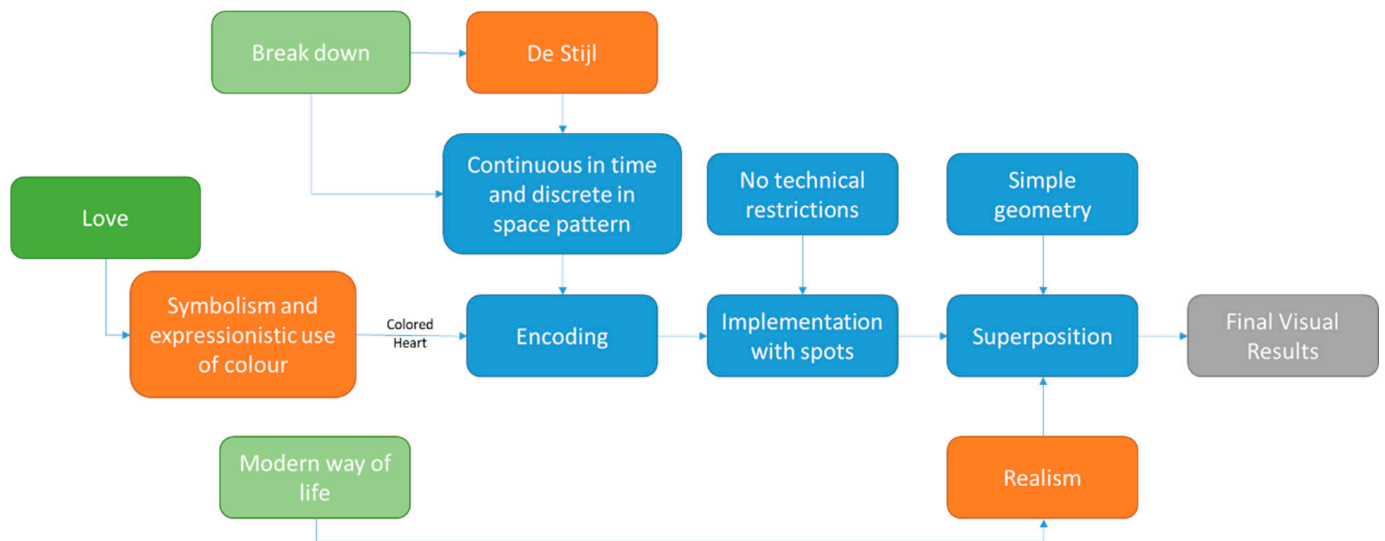 Break down
De Stijl
Continuous in time
and discrete in
space pattern
No technical
restrictions
Simple
geometry
Love
Symbolism and
expressionistic use
of colour
Colored
Heart
Encoding
Implementation
with spots
Superposition
Final Visual
Results
Modern way of
life
Realism